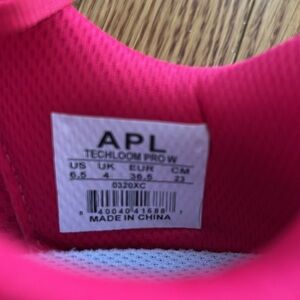 APL
TECHLOOM PRO W
US UK EUR CM
6.5 4 36.5 23
0320XC
MADE IN CHINA